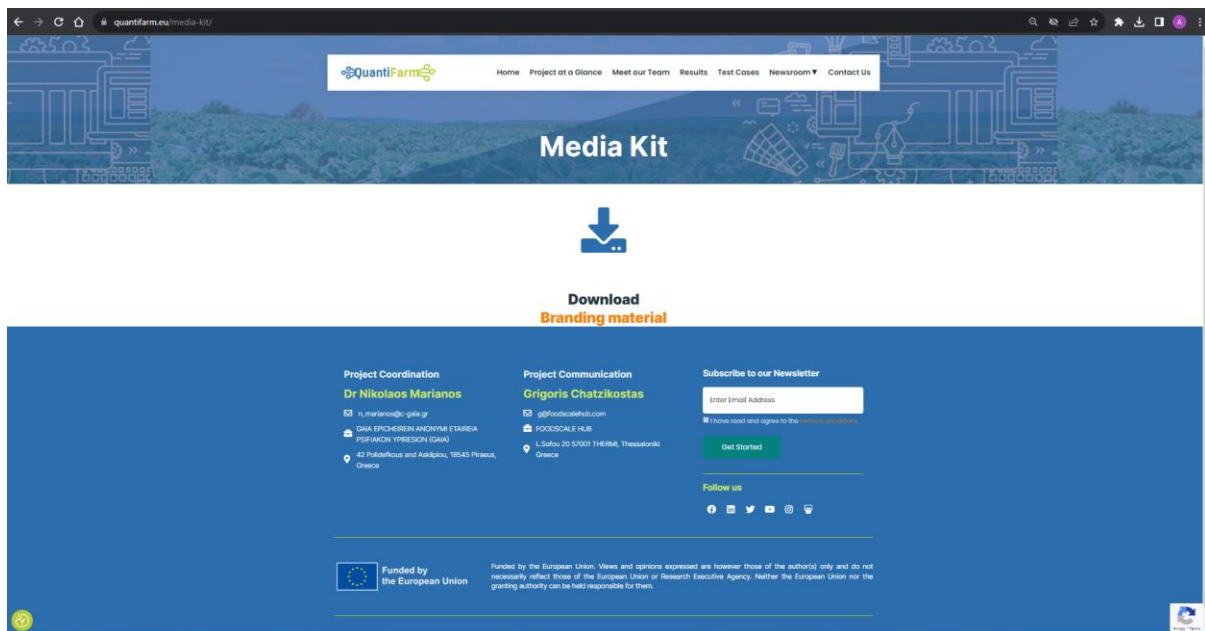 quantifarm.eu/media-kit/
A
QuantiFarm
Home Project at a Glance Meet our Team Results Test Cases Newsroom▼ Contact Us
Media Kit
Download
Branding material
Project Coordination
Dr Nikolaos Marianos
n_marianos@c-gaia.gr
GAIA EPICHEIREIN ANONYMI ETAIREIA
PSIFIAKON YPIRESION (GAIA)
42 Polidefkous and Asklipiou, 18545 Piraeus,
Greece
Project Communication
Grigoris Chatzikostas
g@foodscalehub.com
FOODSCALE HUB
L.Sofou 20 57001 THERMI, Thessaloniki
Greece
Subscribe to our Newsletter
Enter Email Address
I have read and agree to the terms & conditions
Get Started
Follow us
Funded by
the European Union
Funded by the European Union. Views and opinions expressed are however those of the author(s) only and do not
necessarily reflect those of the European Union or Research Executive Agency. Neither the European Union nor the
granting authority can be held responsible for them.
Privacy - Terms